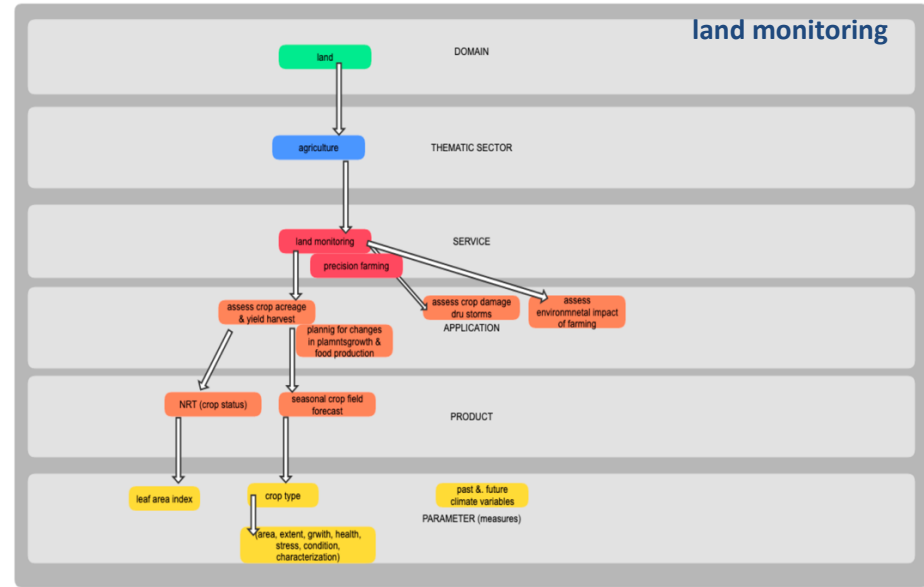 land monitoring
DOMAIN
land
THEMATIC SECTOR
agriculture
SERVICE
land monitoring
precision farming
assess crop acreage
& yield harvest
plannig for changes
in plamntsgrowth &
food production
assess crop damage
dru storms
APPLICATION
assess
environmnetal impact
of farming
NRT (crop status)
seasonal crop field
forecast
PRODUCT
leaf area index
crop type
past &. future
climate variables
PARAMETER (measures)
(area, extent, grwith, health,
stress, condition,
characterization)